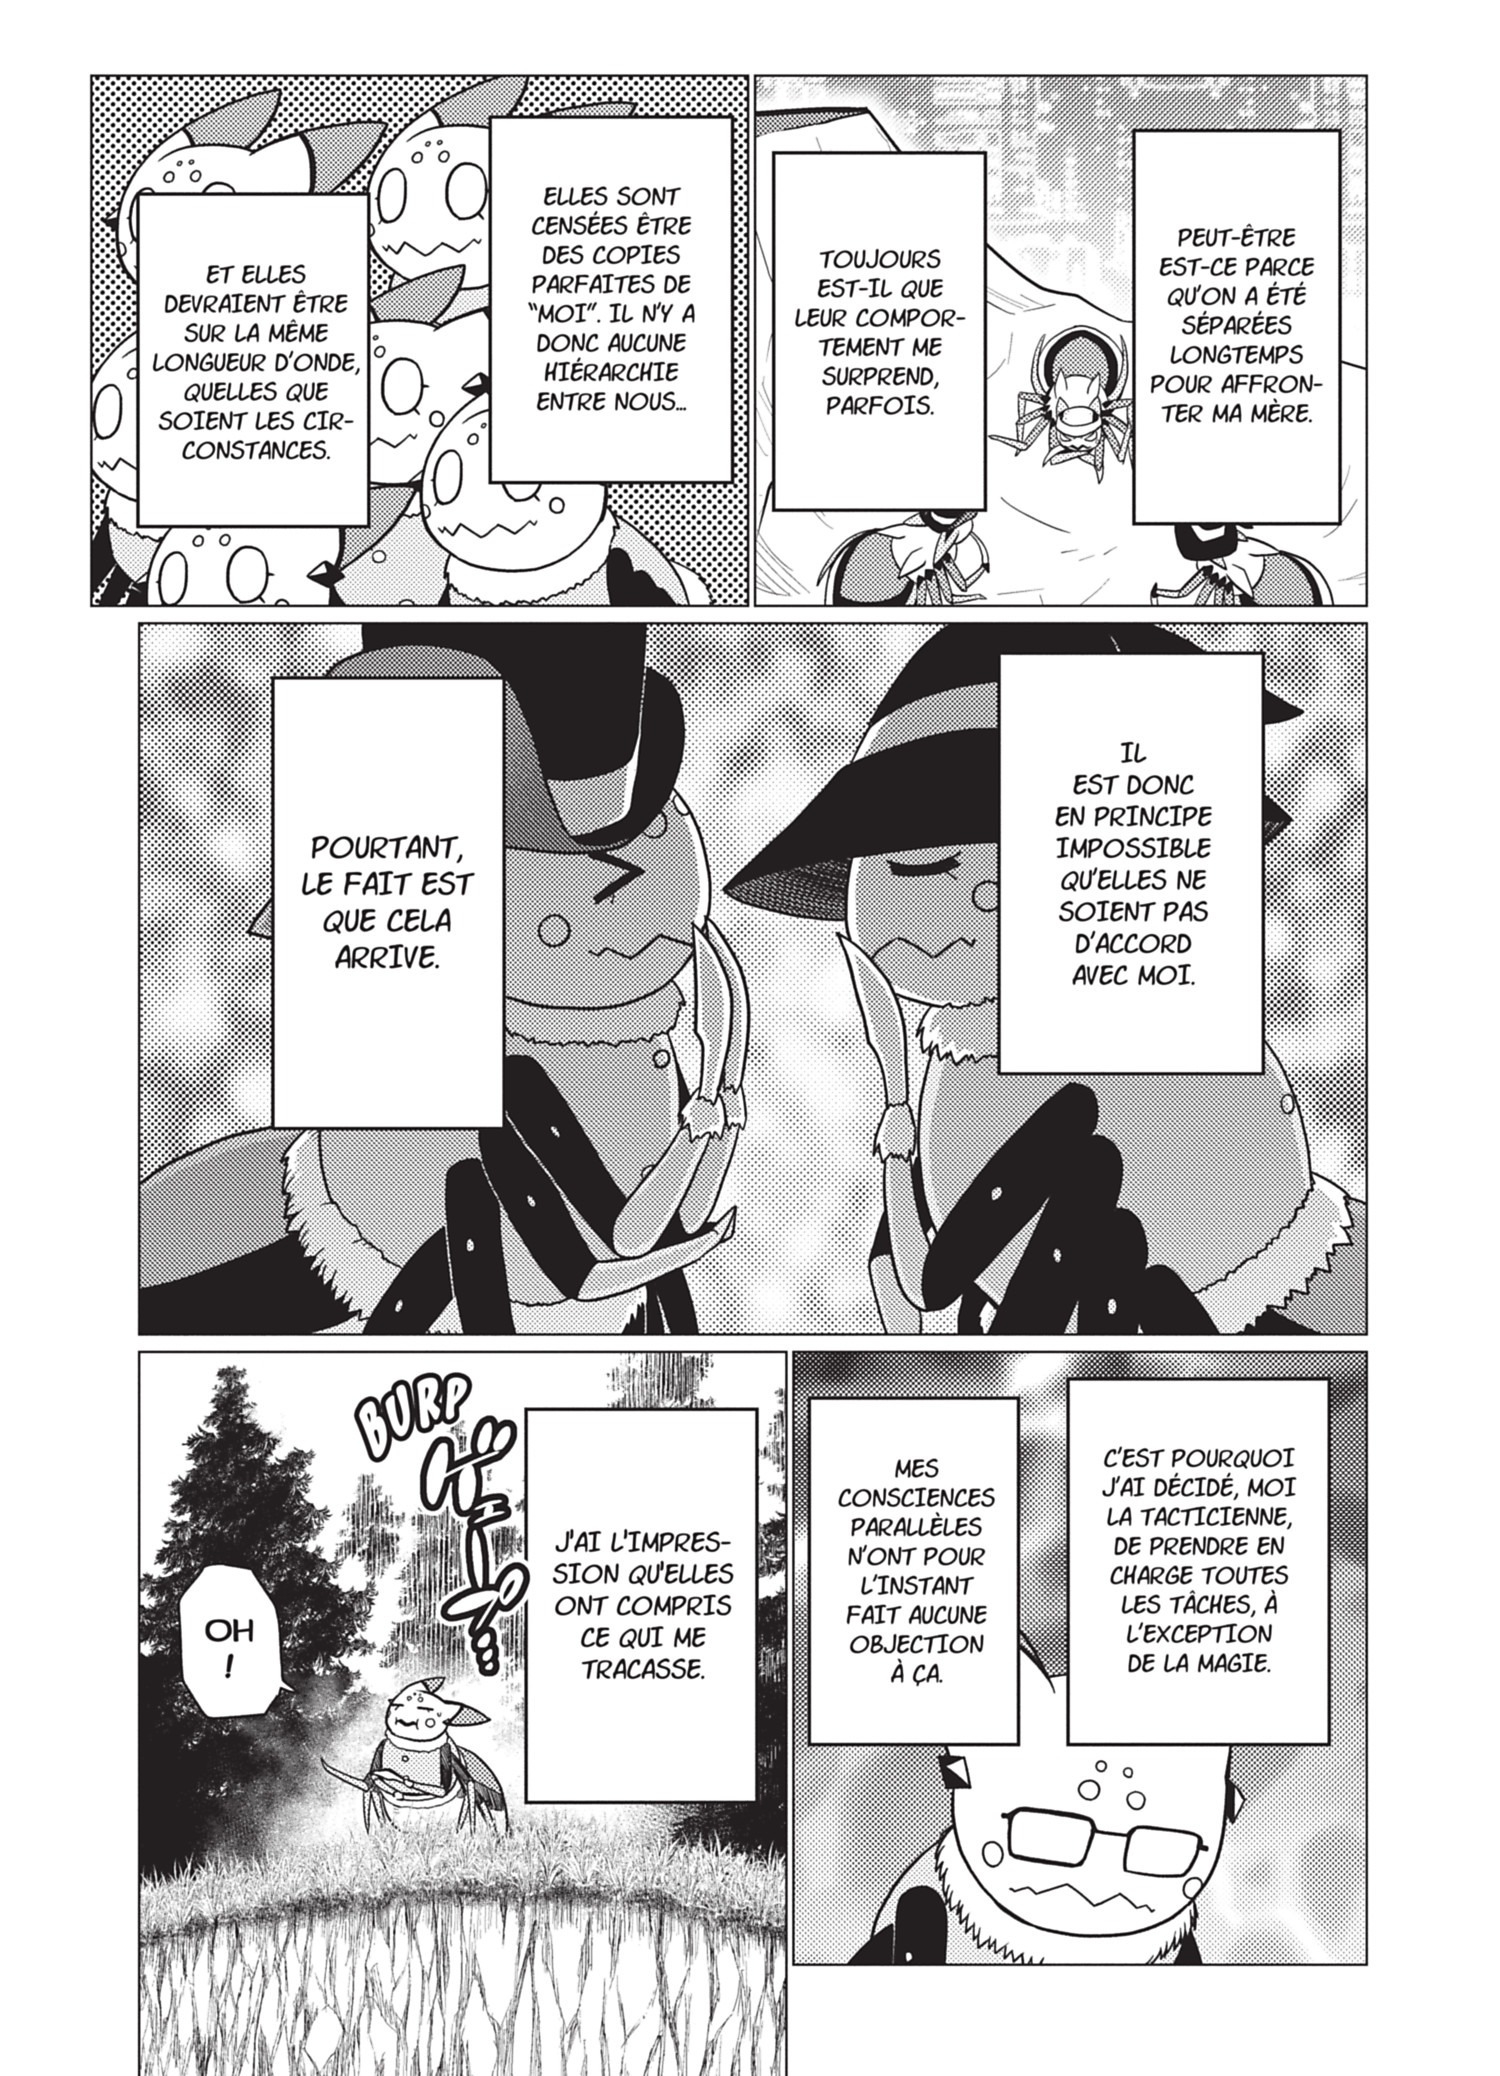 PEUT-ÊTRE
EST-CE PARCE
QU'ON A ÉTÉ
SÉPARÉES
LONGTEMPS
POUR AFFRON-
TER MA MÈRE.
TOUJOURS
EST-IL QUE
LEUR COMPOR-
TEMENT ME
SURPREND,
PARFOIS.
ELLES SONT
CENSÉES ÊTRE
DES COPIES
PARFAITES DE
“MOI”. IL N'Y A
DONC AUCUNE
HIÉRARCHIE
ENTRE NOUS...
ET ELLES
DEVRAIENT ÊTRE
SUR LA MÊME
LONGUEUR D'ONDE,
QUELLES QUE
SOIENT LES CIR-
CONSTANCES.
IL
EST DONC
EN PRINCIPE
IMPOSSIBLE
QU'ELLES NE
SOIENT PAS
D'ACCORD
AVEC MOI.
POURTANT,
LE FAIT EST
QUE CELA
ARRIVE.
C'EST POURQUOI
J'AI DÉCIDÉ, MOI
LA TACTICIENNE,
DE PRENDRE EN
CHARGE TOUTES
LES TÂCHES, À
L'EXCEPTION
DE LA MAGIE.
MES
CONSCIENCES
PARALLÈLES
N'ONT POUR
L'INSTANT
FAIT AUCUNE
OBJECTION
À ÇA.
J'AI L'IMPRES-
SION QU'ELLES
ONT COMPRIS
CE QUI ME
TRACASSE.
BURP
ゲェーップ…
OH
!